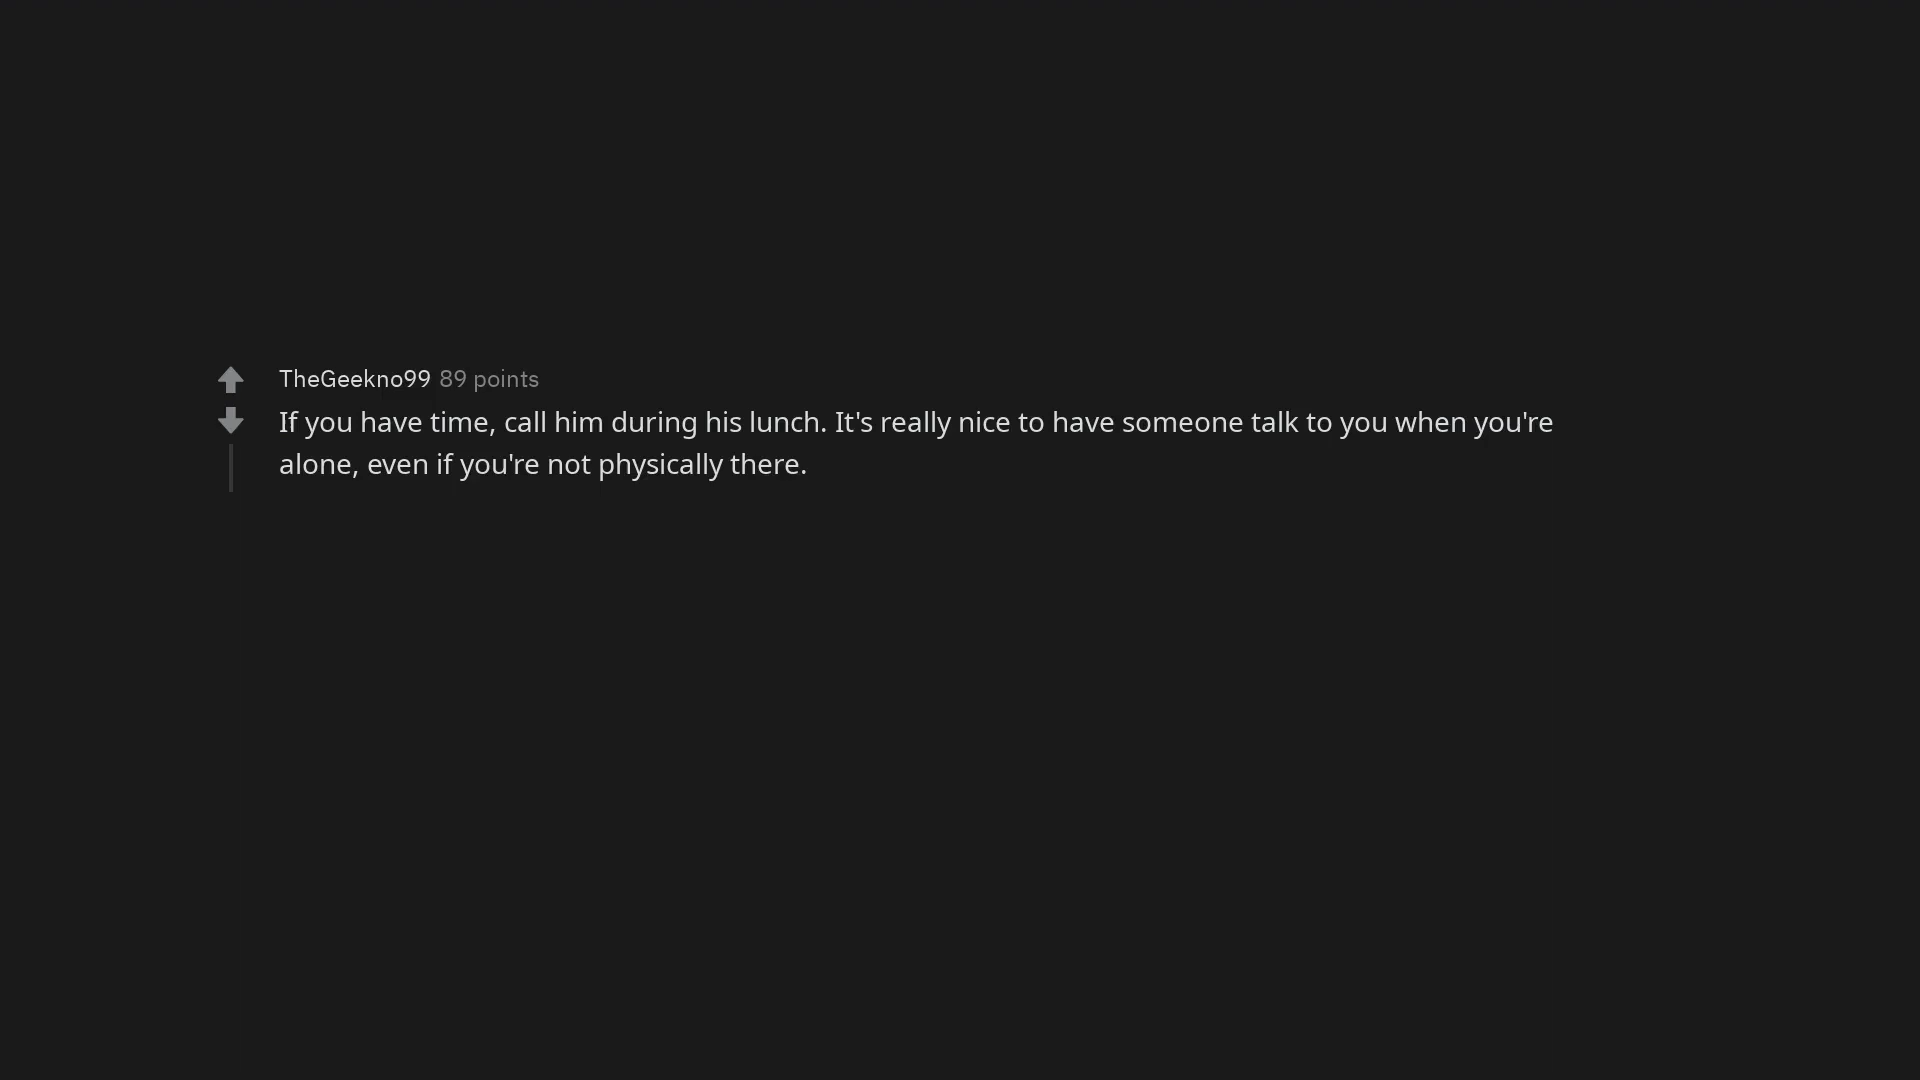 TheGeekno99 89 points
If you have time, call him during his lunch. It's really nice to have someone talk to you when you're
alone, even if you're not physically there.